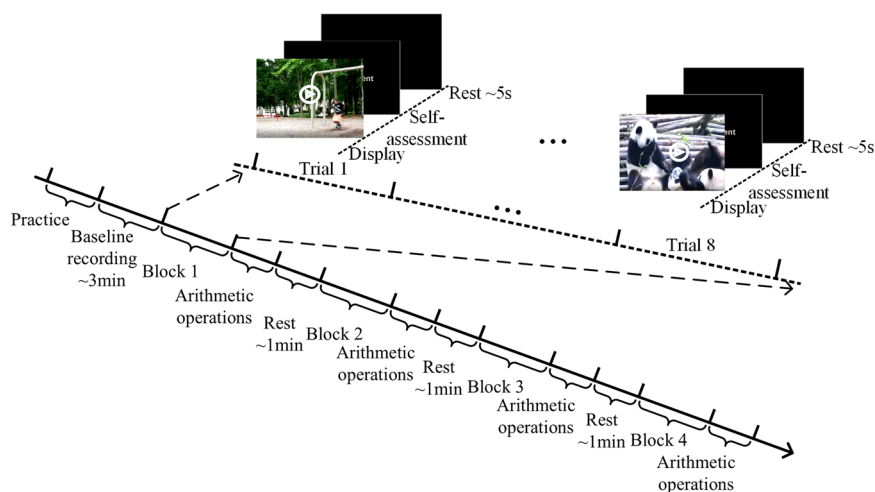 Rest ~5s
Self-
assessment
Display
Trial 1
...
ent
Rest ~5s
Self-
assessment
Display
...
Trial 8
Practice
Baseline
recording
~3min
Block 1
Arithmetic
operations
Rest
~1min
Block 2
Arithmetic
operations
Rest
~1min
Block 3
Arithmetic
operations
Rest
~1min
Block 4
Arithmetic
operations